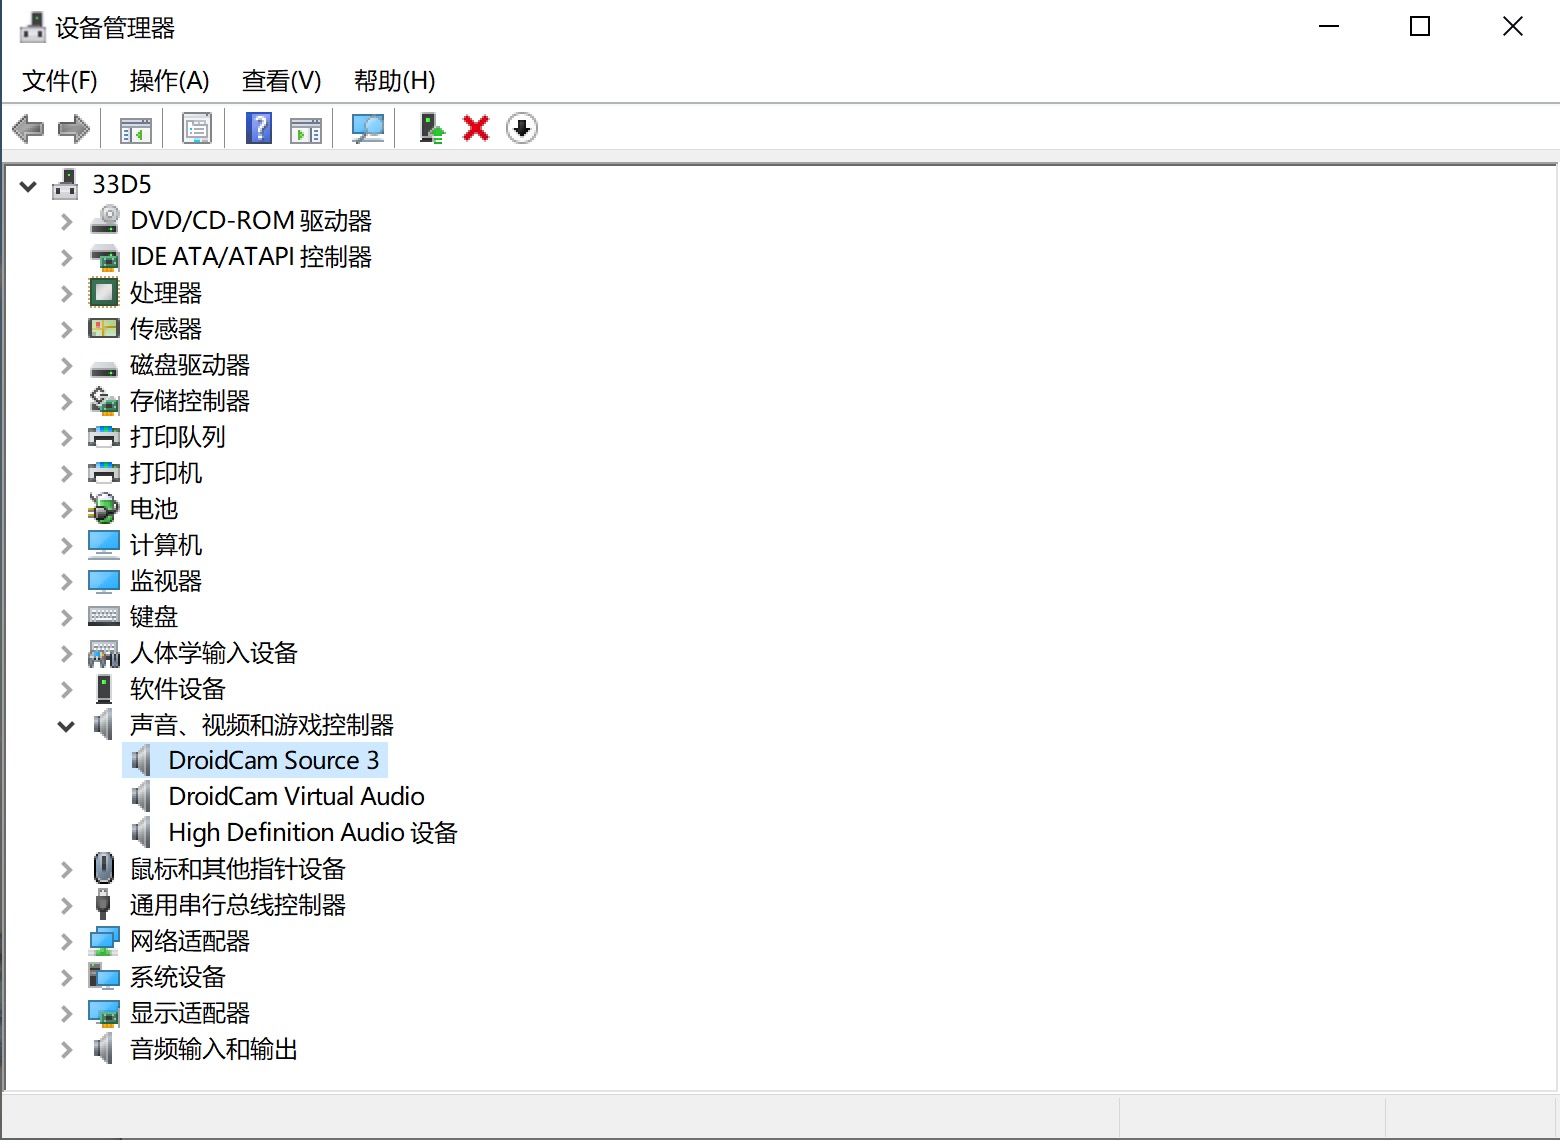 设备管理器
文件(F) 操作(A) 查看(V) 帮助(H)
33D5
DVD/CD-ROM 驱动器
IDE ATA/ATAPI 控制器
处理器
传感器
磁盘驱动器
存储控制器
打印队列
打印机
电池
计算机
监视器
键盘
人体学输入设备
软件设备
声音、视频和游戏控制器
DroidCam Source 3
DroidCam Virtual Audio
High Definition Audio 设备
鼠标和其他指针设备
通用串行总线控制器
网络适配器
系统设备
显示适配器
音频输入和输出